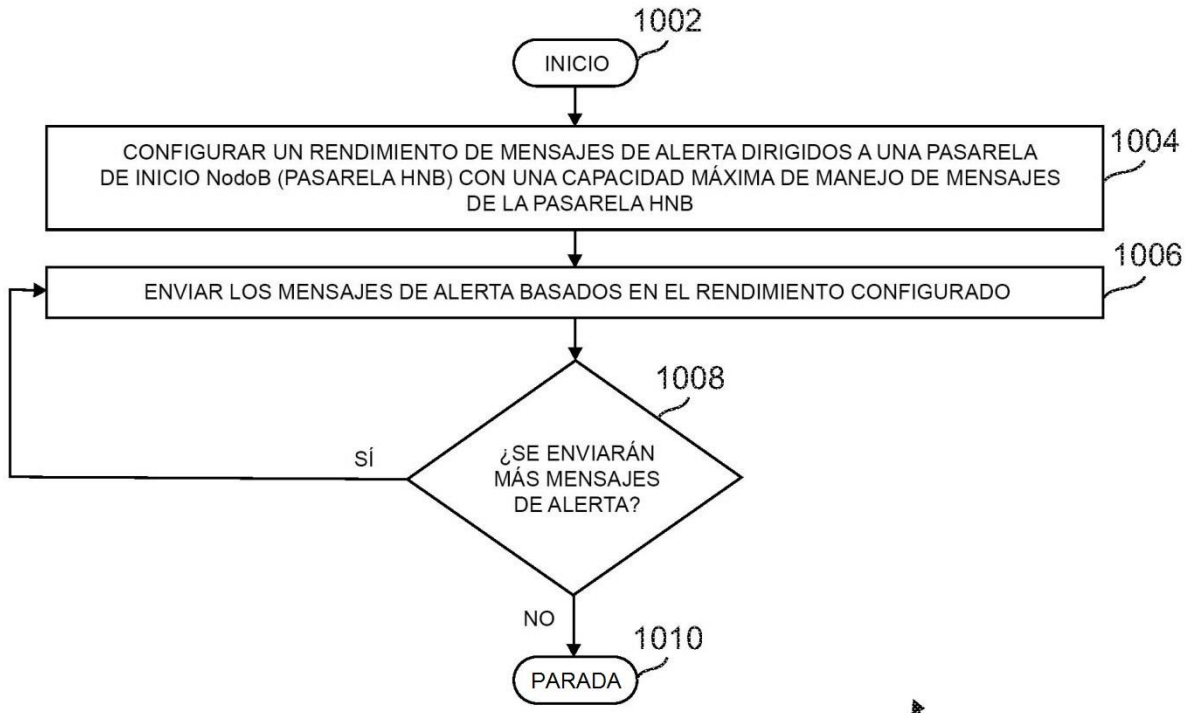 1002
INICIO
CONFIGURAR UN RENDIMIENTO DE MENSAJES DE ALERTA DIRIGIDOS A UNA PASARELA
DE INICIO NodoB (PASARELA HNB) CON UNA CAPACIDAD MÁXIMA DE MANEJO DE MENSAJES
DE LA PASARELA HNB
1004
1006
ENVIAR LOS MENSAJES DE ALERTA BASADOS EN EL RENDIMIENTO CONFIGURADO
1008
¿SE ENVIARÁN
MÁS MENSAJES
DE ALERTA?
SÍ
NO
1010
PARADA